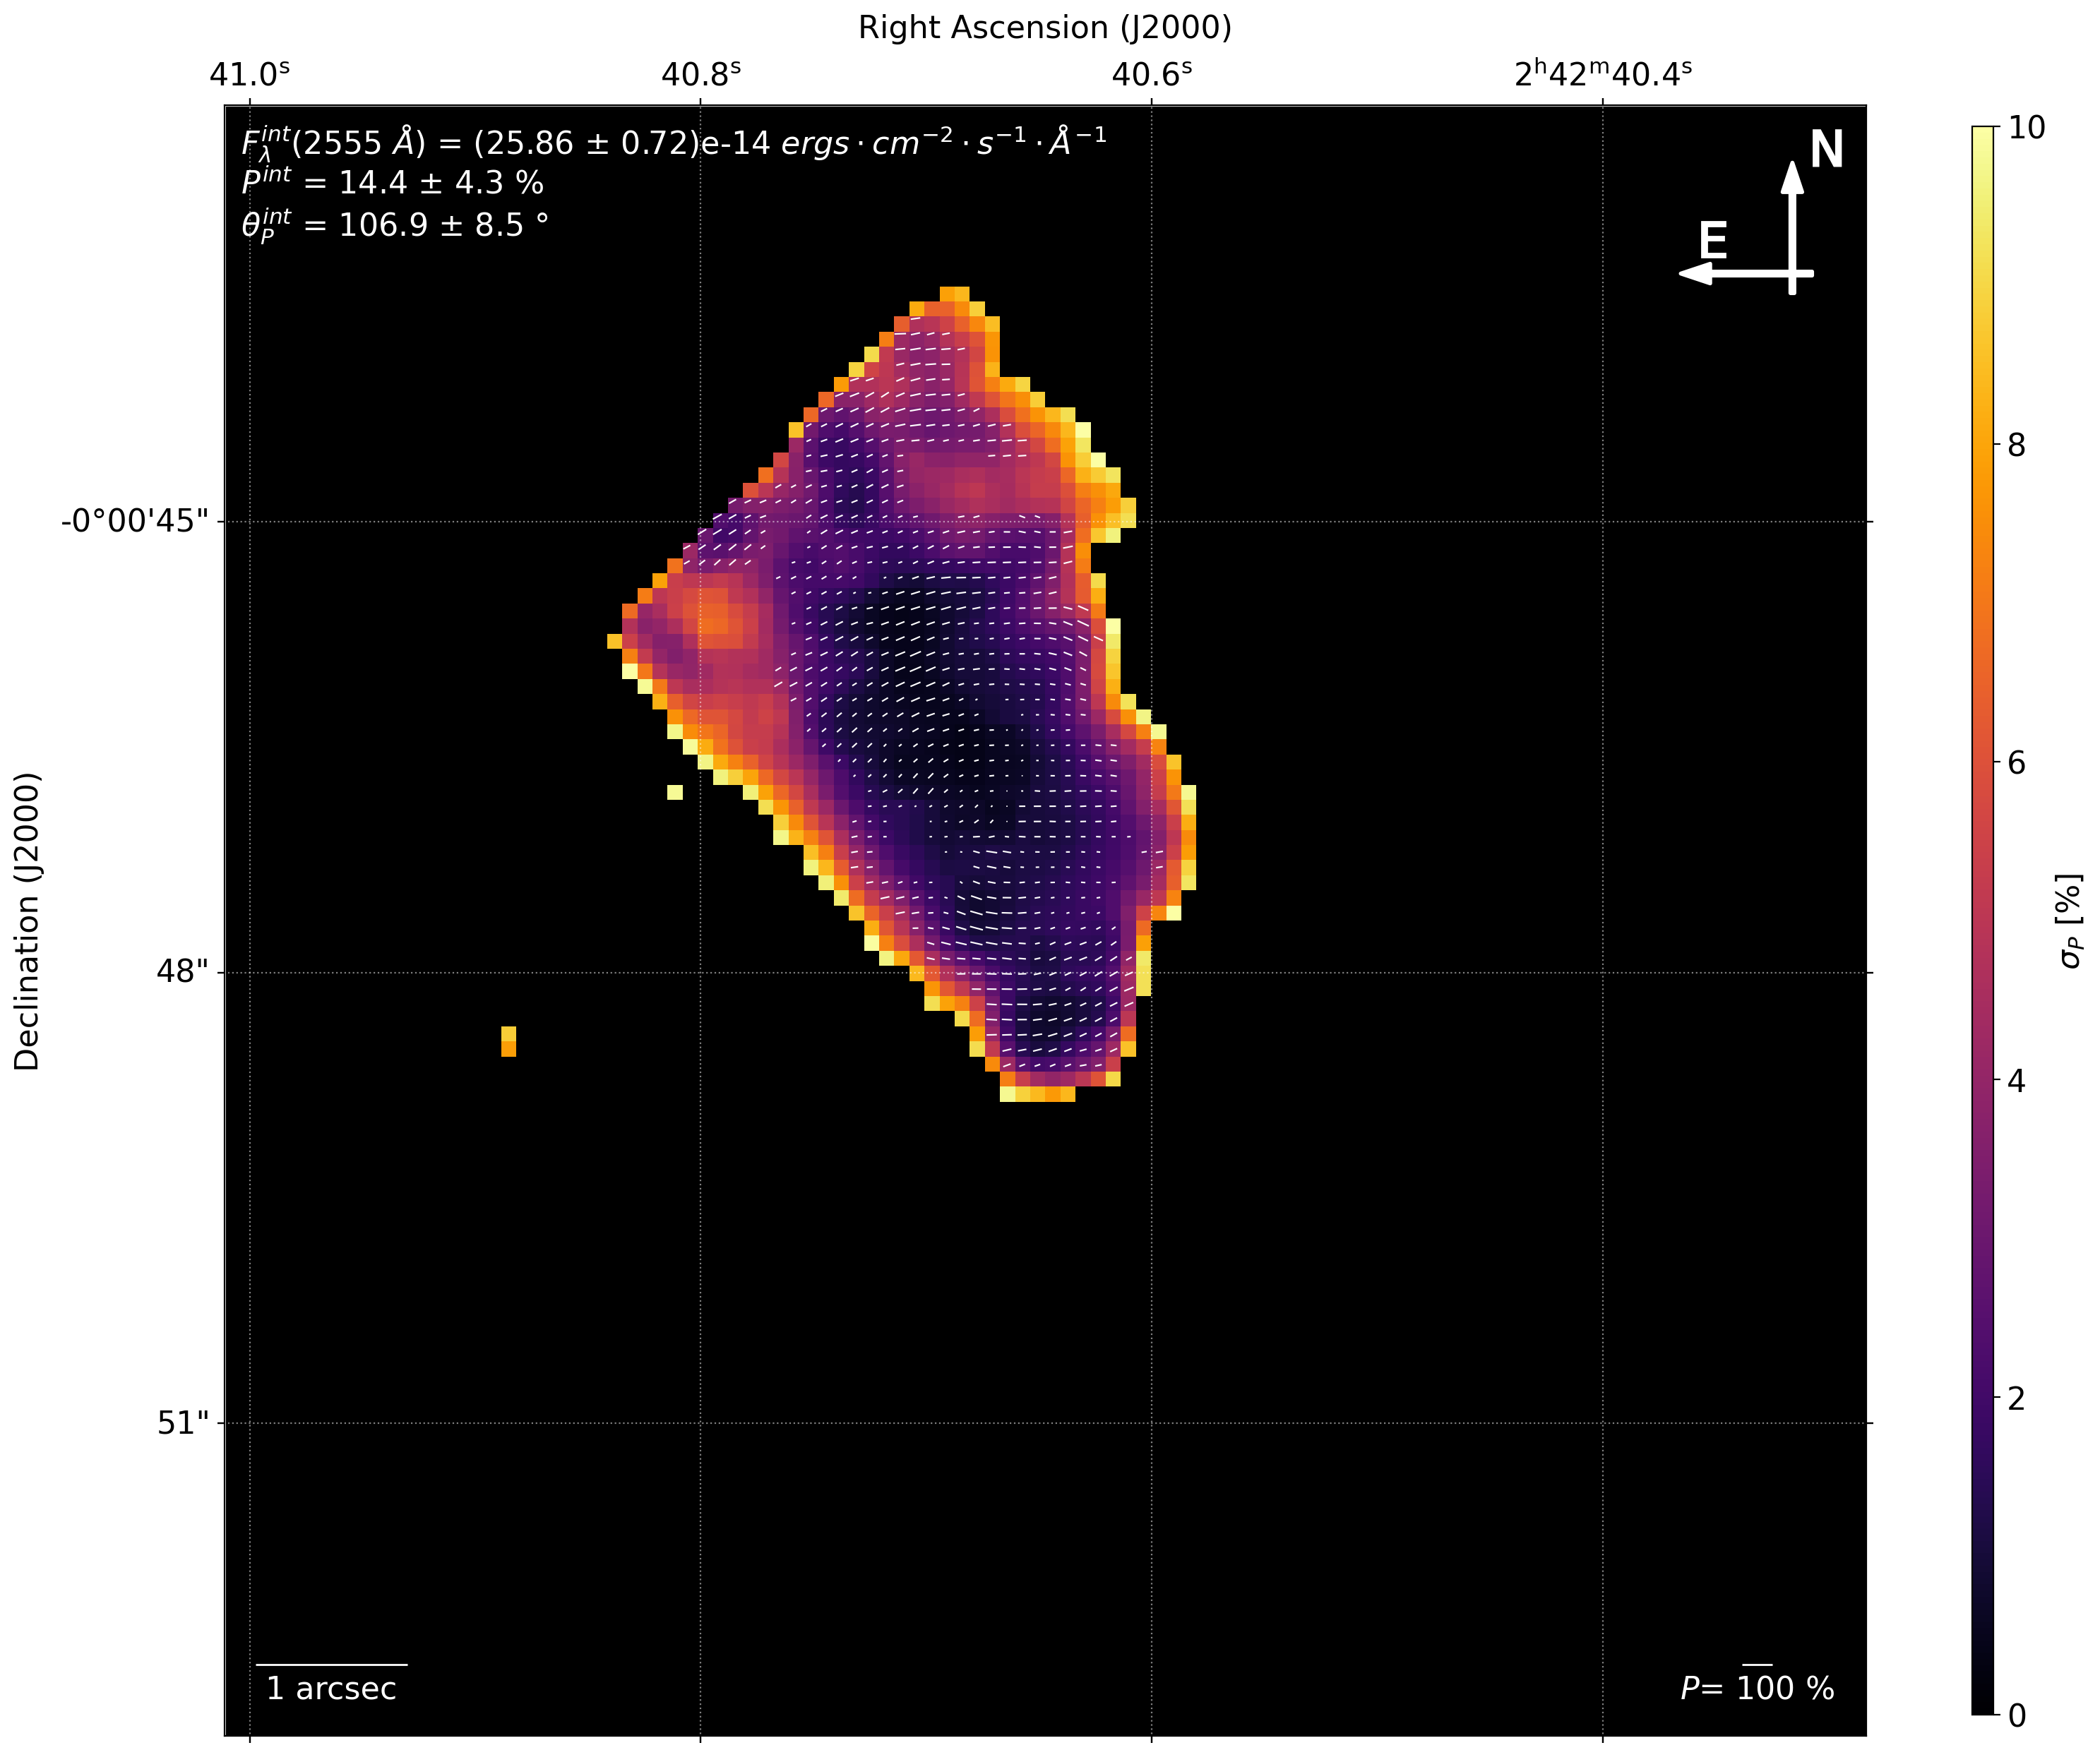 Right Ascension (J2000)
41.0ˢ 40.8ˢ 40.6ˢ 2ʰ42ᵐ40.4ˢ
F_λ^int(2555 Å) = (25.86 ± 0.72)e-14 ergs · cm⁻² · s⁻¹ · Å⁻¹
P^int = 14.4 ± 4.3 %
θ_P^int = 106.9 ± 8.5 °
N
E
-0°00'45"
48"
51"
Declination (J2000)
1 arcsec
P= 100 %
10
8
6
4
2
0
σ_P [%]